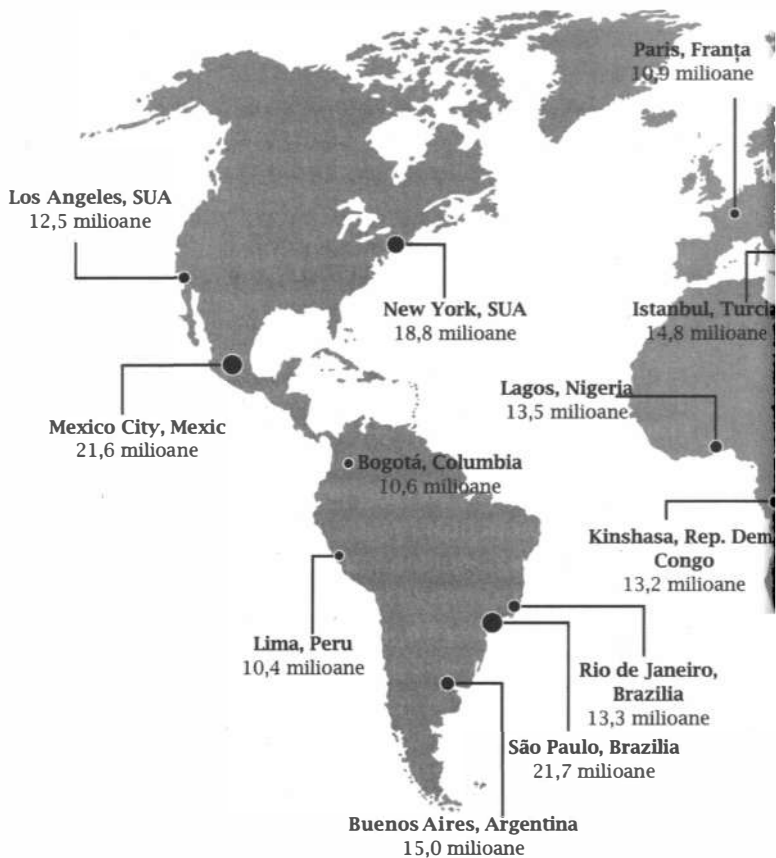 Paris, Franța
10,9 milioane
Los Angeles, SUA
12,5 milioane
New York, SUA
18,8 milioane
Istanbul, Turci
14,8 milioane
Mexico City, Mexic
21,6 milioane
Lagos, Nigeria
13,5 milioane
Bogotá, Columbia
10,6 milioane
Kinshasa, Rep. Dem
Congo
13,2 milioane
Lima, Peru
10,4 milioane
Rio de Janeiro,
Brazilia
13,3 milioane
São Paulo, Brazilia
21,7 milioane
Buenos Aires, Argentina
15,0 milioane